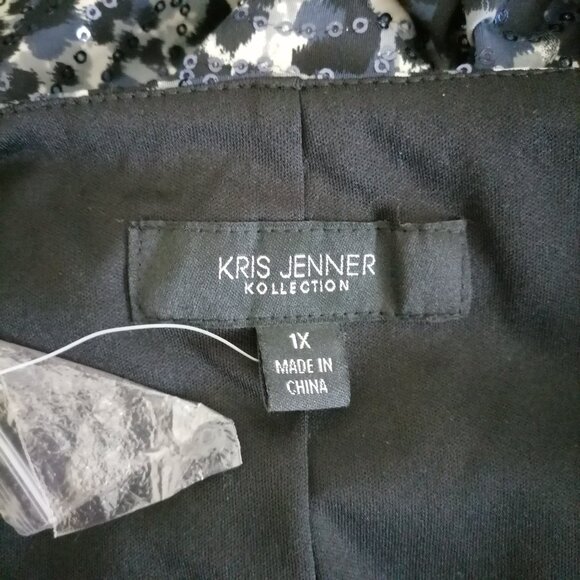 KRIS JENNER
KOLLECTION
1X
MADE IN
CHINA